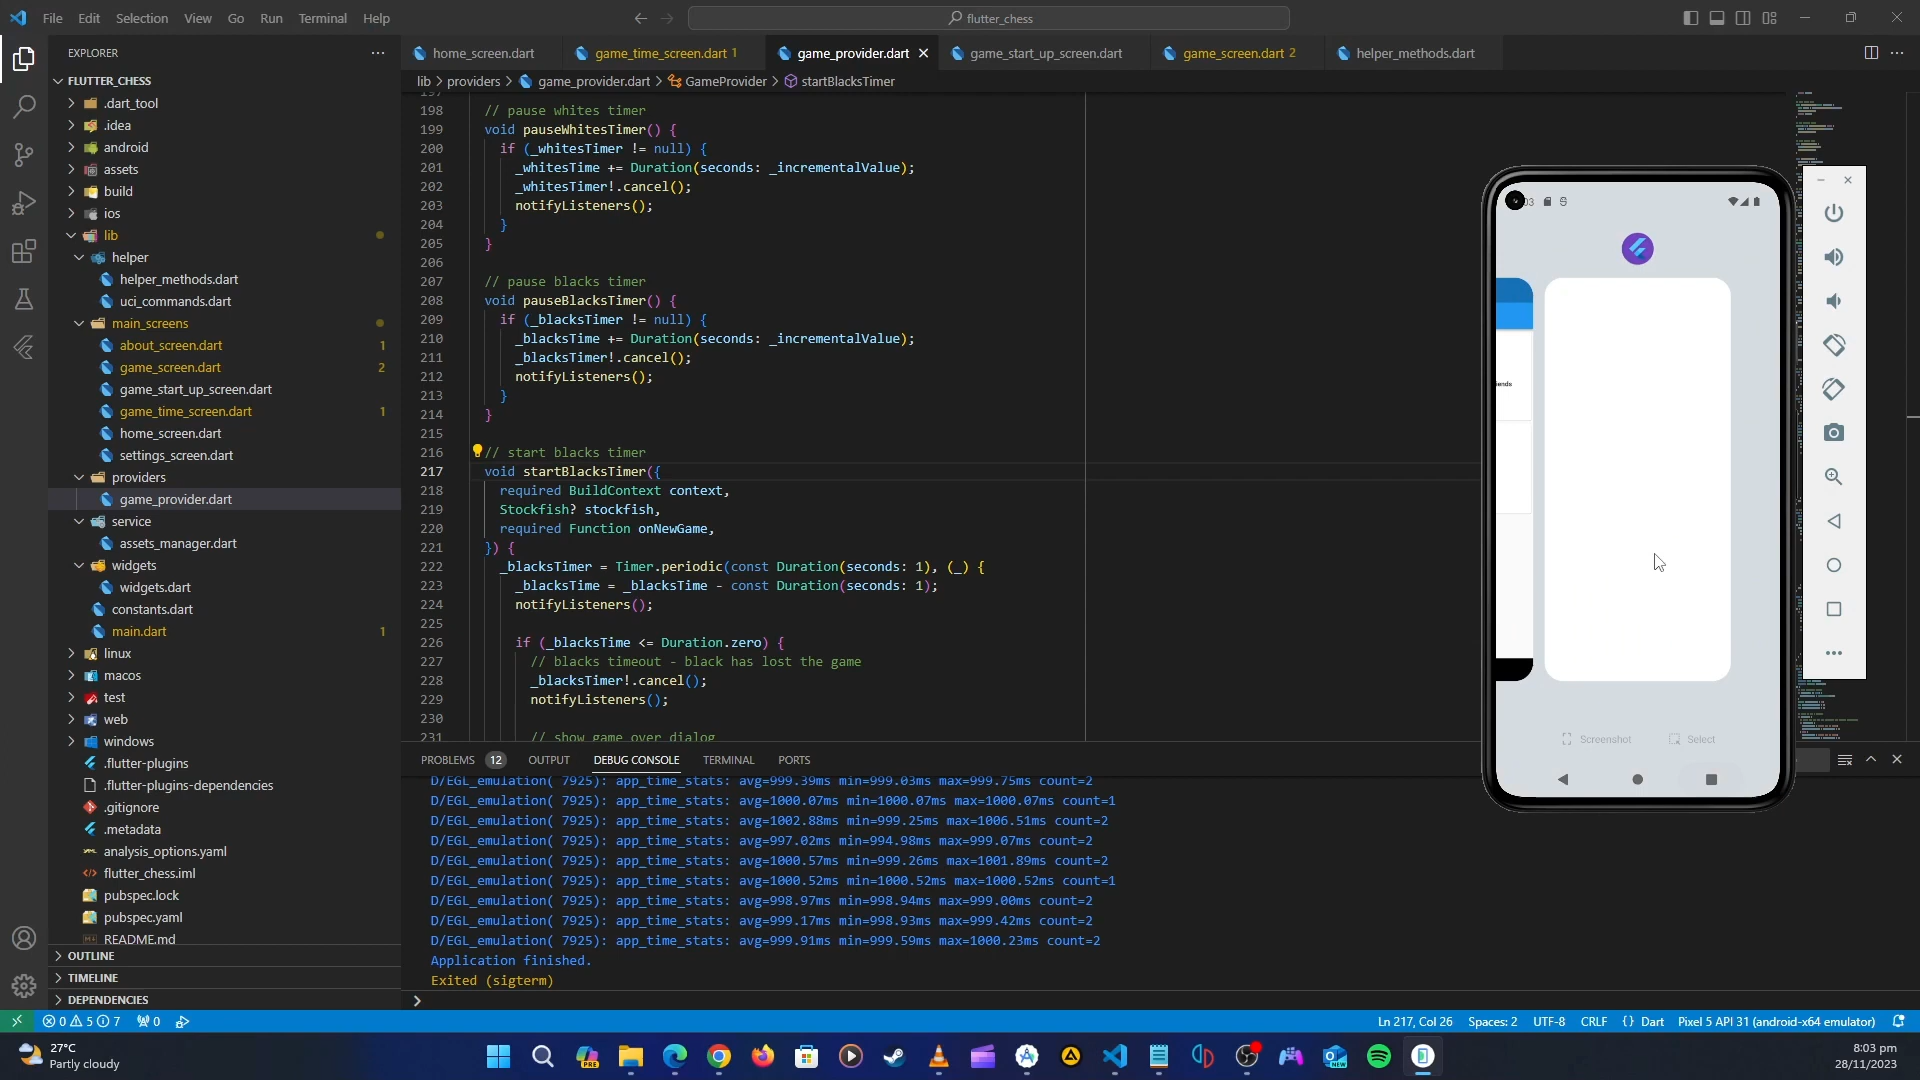 File Edit Selection View Go Run Terminal Help
flutter_chess
EXPLORER
home_screen.dart
game_time_screen.dart 1
game_provider.dart
game_start_up_screen.dart
game_screen.dart 2
helper_methods.dart
lib > providers > game_provider.dart > GameProvider > startBlacksTimer
FLUTTER_CHESS
.dart_tool
.idea
android
assets
build
ios
lib
helper
helper_methods.dart
uci_commands.dart
main_screens
about_screen.dart 1
game_screen.dart 2
game_start_up_screen.dart
game_time_screen.dart 1
home_screen.dart
settings_screen.dart
providers
game_provider.dart
service
assets_manager.dart
widgets
widgets.dart
constants.dart
main.dart 1
linux
macos
test
web
windows
.flutter-plugins
.flutter-plugins-dependencies
.gitignore
.metadata
analysis_options.yaml
flutter_chess.iml
pubspec.lock
pubspec.yaml
README.md
OUTLINE
TIMELINE
DEPENDENCIES
197
198 // pause whites timer
199 void pauseWhitesTimer() {
200 if (_whitesTimer != null) {
201 _whitesTime += Duration(seconds: _incrementalValue);
202 _whitesTimer!.cancel();
203 notifyListeners();
204 }
205 }
206
207 // pause blacks timer
208 void pauseBlacksTimer() {
209 if (_blacksTimer != null) {
210 _blacksTime += Duration(seconds: _incrementalValue);
211 _blacksTimer!.cancel();
212 notifyListeners();
213 }
214 }
215
216 // start blacks timer
217 void startBlacksTimer({
218 required BuildContext context,
219 Stockfish? stockfish,
220 required Function onNewGame,
221 }) {
222 _blacksTimer = Timer.periodic(const Duration(seconds: 1), (_) {
223 _blacksTime = _blacksTime - const Duration(seconds: 1);
224 notifyListeners();
225
226 if (_blacksTime <= Duration.zero) {
227 // blacks timeout - black has lost the game
228 _blacksTimer!.cancel();
229 notifyListeners();
230
231 // show game over dialog
PROBLEMS 12 OUTPUT DEBUG CONSOLE TERMINAL PORTS
D/EGL_emulation( 7925): app_time_stats: avg=999.39ms min=999.03ms max=999.75ms count=2
D/EGL_emulation( 7925): app_time_stats: avg=1000.07ms min=1000.07ms max=1000.07ms count=1
D/EGL_emulation( 7925): app_time_stats: avg=1002.88ms min=999.25ms max=1006.51ms count=2
D/EGL_emulation( 7925): app_time_stats: avg=997.02ms min=994.98ms max=999.07ms count=2
D/EGL_emulation( 7925): app_time_stats: avg=1000.57ms min=999.26ms max=1001.89ms count=2
D/EGL_emulation( 7925): app_time_stats: avg=1000.52ms min=1000.52ms max=1000.52ms count=1
D/EGL_emulation( 7925): app_time_stats: avg=998.97ms min=998.94ms max=999.00ms count=2
D/EGL_emulation( 7925): app_time_stats: avg=999.17ms min=998.93ms max=999.42ms count=2
D/EGL_emulation( 7925): app_time_stats: avg=999.91ms min=999.59ms max=1000.23ms count=2
Application finished.
Exited (sigterm)
03
iends
Screenshot Select
0 5 7 0
Ln 217, Col 26 Spaces: 2 UTF-8 CRLF {} Dart Pixel 5 API 31 (android-x64 emulator)
27°C
Partly cloudy
PRE
NEW
8:03 pm
28/11/2023